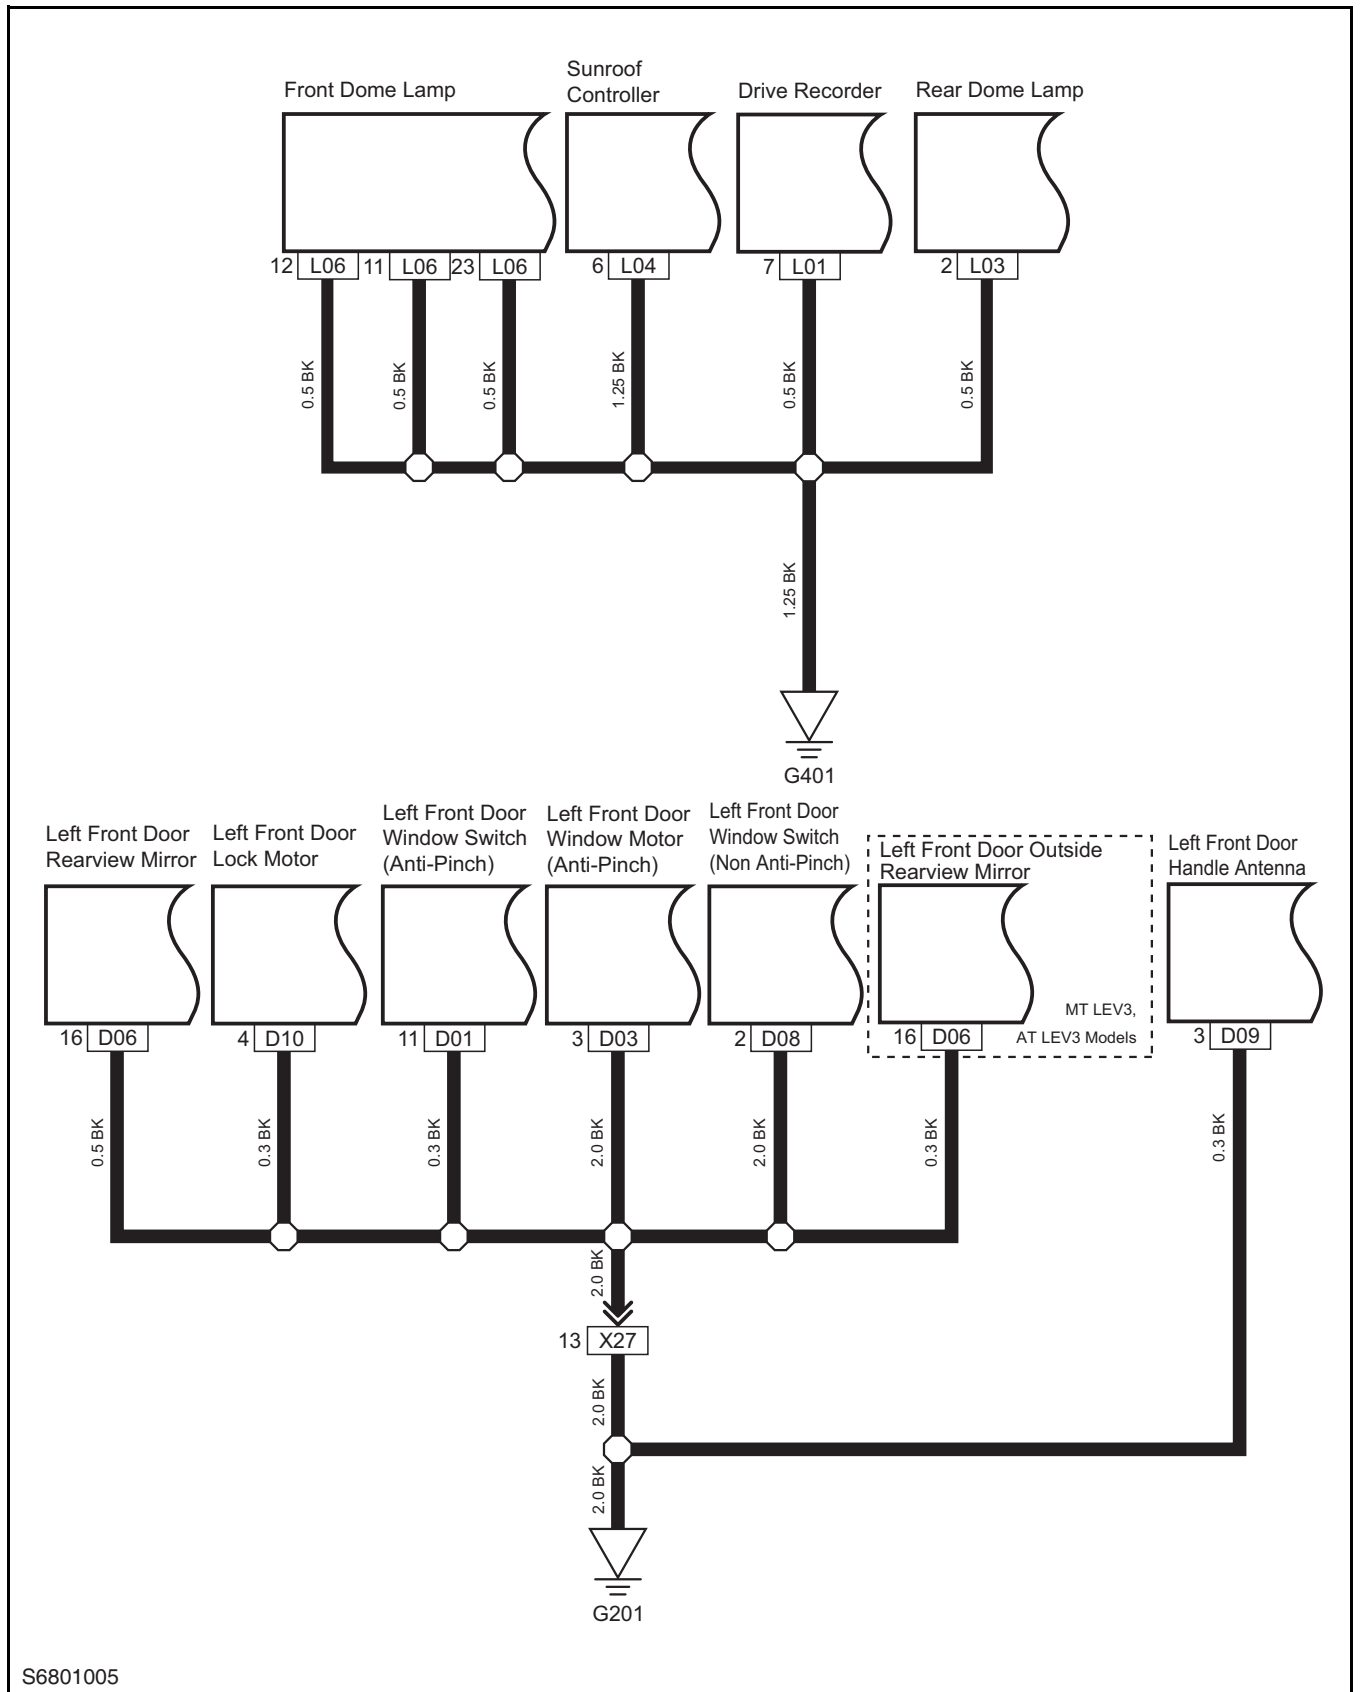 Front Dome Lamp
Sunroof
Controller
Drive Recorder
Rear Dome Lamp
12 L06 11 L06 23 L06 6 L04 7 L01 2 L03
0.5 BK 0.5 BK 0.5 BK 1.25 BK 0.5 BK 0.5 BK
1.25 BK
G401
Left Front Door
Rearview Mirror
Left Front Door
Lock Motor
Left Front Door
Window Switch
(Anti-Pinch)
Left Front Door
Window Motor
(Anti-Pinch)
Left Front Door
Window Switch
(Non Anti-Pinch)
Left Front Door Outside
Rearview Mirror
Left Front Door
Handle Antenna
MT LEV3,
AT LEV3 Models
16 D06 4 D10 11 D01 3 D03 2 D08 16 D06 3 D09
0.5 BK 0.3 BK 0.3 BK 2.0 BK 2.0 BK 0.3 BK 0.3 BK
2.0 BK
13 X27
2.0 BK
2.0 BK
G201
S6801005